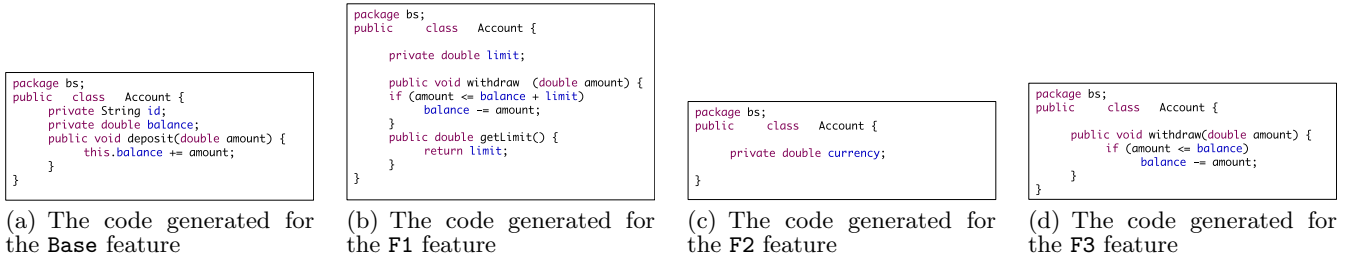 package bs;
public class Account {
private String id;
private double balance;
public void deposit(double amount) {
this.balance += amount;
}
}
(a) The code generated for
the Base feature
package bs;
public class Account {
private double limit;
public void withdraw (double amount) {
if (amount <= balance + limit)
balance -= amount;
}
public double getLimit() {
return limit;
}
}
(b) The code generated for
the F1 feature
package bs;
public class Account {
private double currency;
}
(c) The code generated for
the F2 feature
package bs;
public class Account {
public void withdraw(double amount) {
if (amount <= balance)
balance -= amount;
}
}
(d) The code generated for
the F3 feature